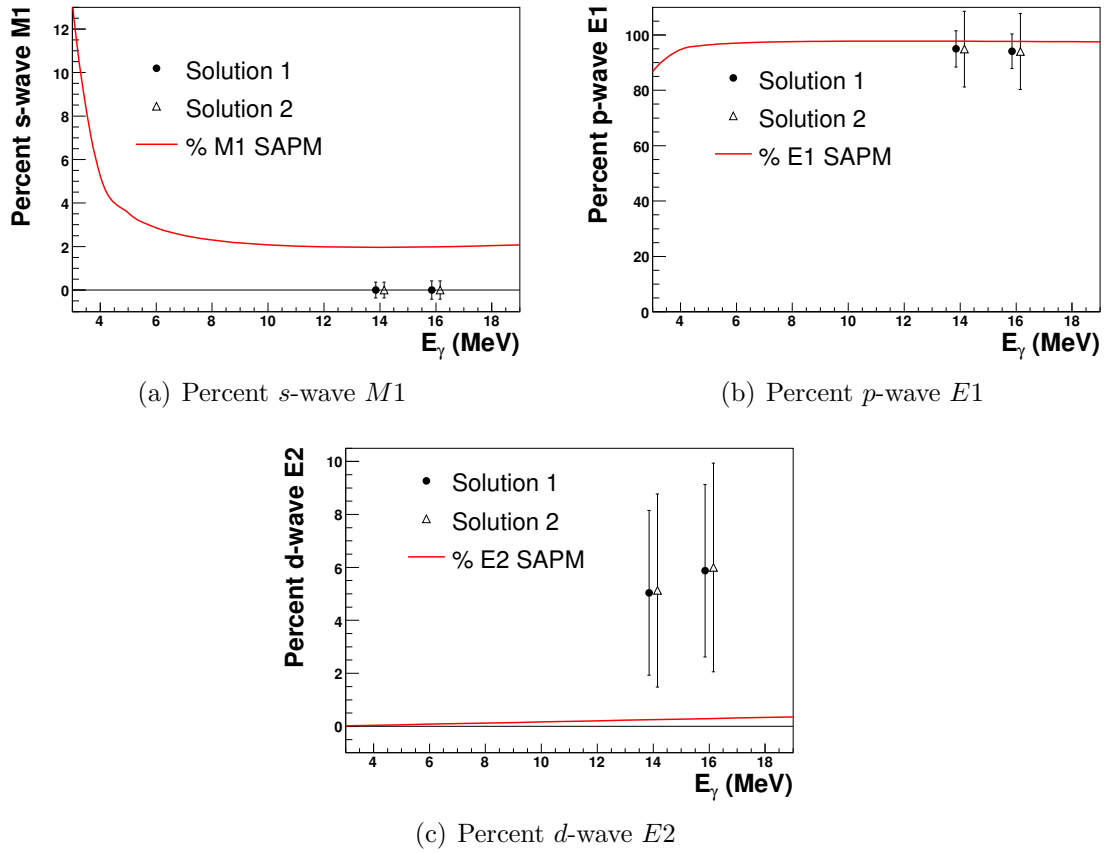 Percent s-wave M1
12
10
8
6
4
2
0
Solution 1
Solution 2
% M1 SAPM
4 6 8 10 12 14 16 18
Eγ (MeV)
(a) Percent s-wave M1
Percent p-wave E1
100
80
60
40
20
0
Solution 1
Solution 2
% E1 SAPM
4 6 8 10 12 14 16 18
Eγ (MeV)
(b) Percent p-wave E1
Percent d-wave E2
10
8
6
4
2
0
Solution 1
Solution 2
% E2 SAPM
4 6 8 10 12 14 16 18
Eγ (MeV)
(c) Percent d-wave E2